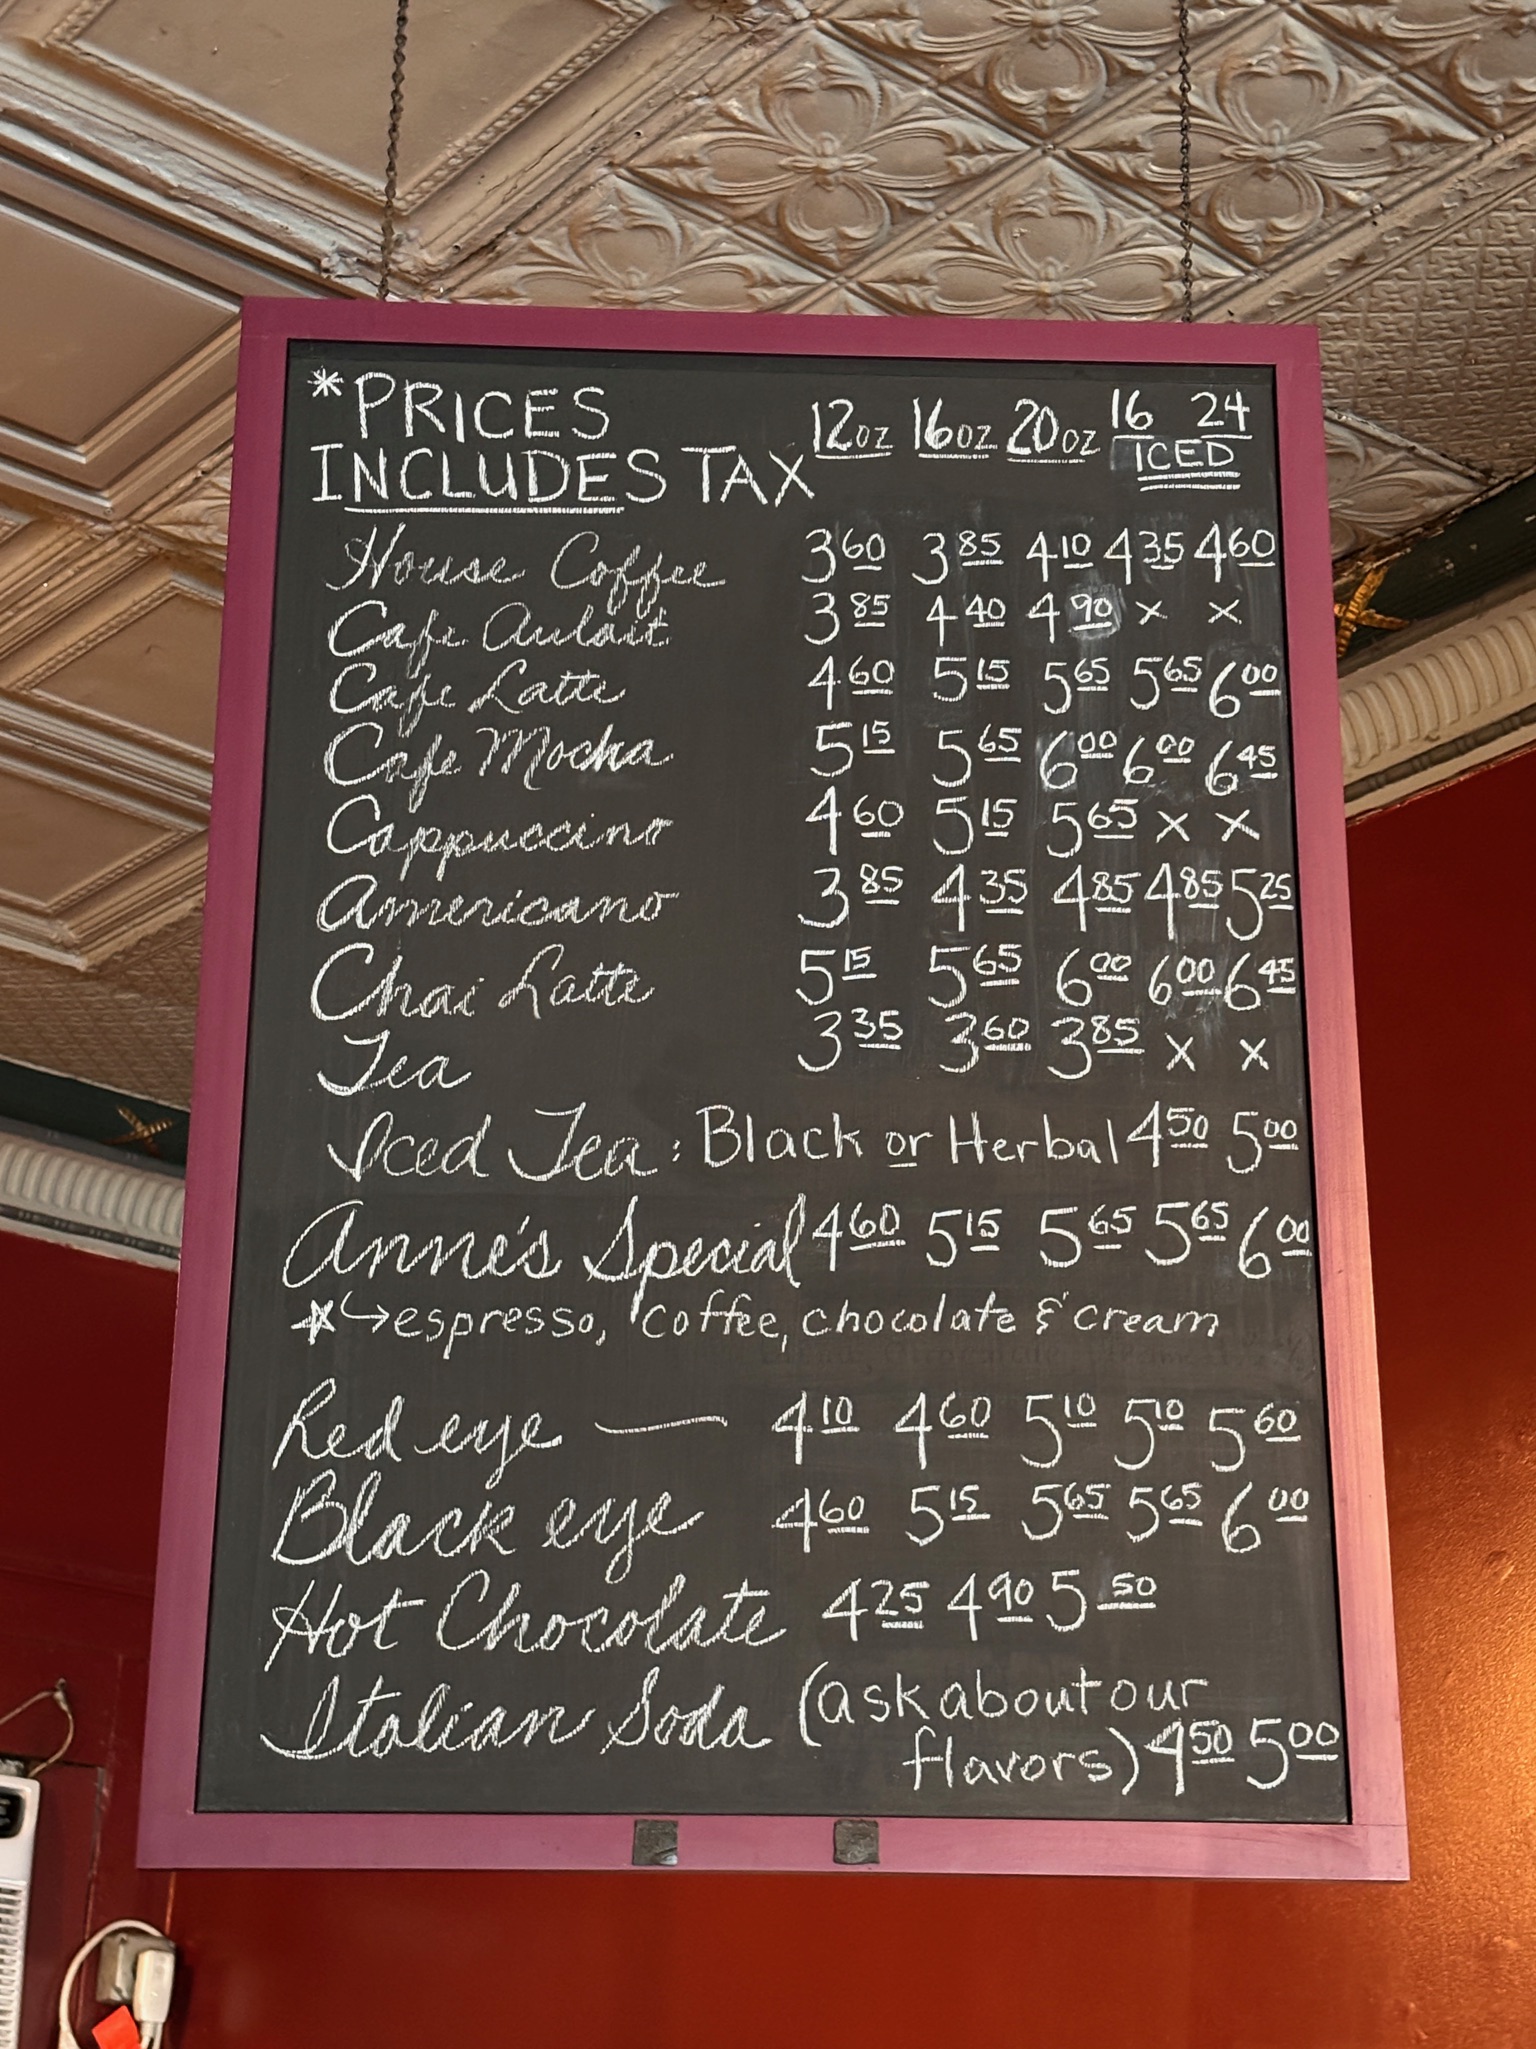 *PRICES
INCLUDES TAX 12oz 16oz 20oz 16 24
ICED
House Coffee 3 60 3 85 4 10 4 35 4 60
Cafe Aulait 3 85 4 40 4 90 x x
Cafe Latte 4 60 5 15 5 65 5 65 6 00
Cafe Mocha 5 15 5 65 6 00 6 00 6 45
Cappuccino 4 60 5 15 5 65 x x
Americano 3 85 4 35 4 85 4 85 5 25
Chai Latte 5 15 5 65 6 00 6 00 6 45
Tea 3 35 3 60 3 85 x x
Iced Tea: Black or Herbal 4 50 5 00
Anne's Special 4 60 5 15 5 65 5 65 6 00
☆↳espresso, coffee, chocolate & cream
Red eye — 4 10 4 60 5 10 5 10 5 60
Black eye 4 60 5 15 5 65 5 65 6 00
Hot Chocolate 4 25 4 90 5 50
Italian Soda (ask about our
flavors) 4 50 5 00